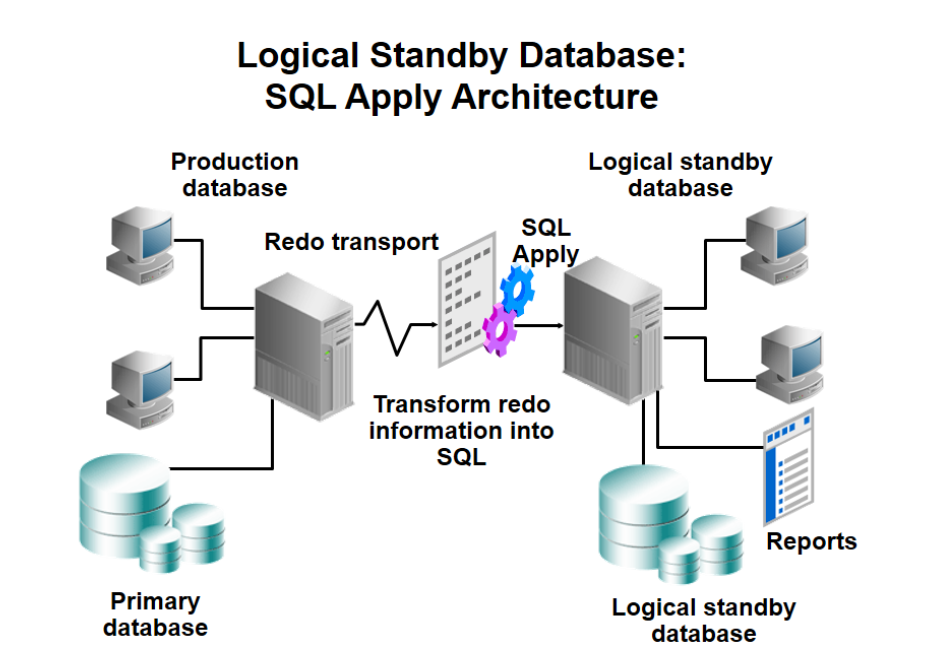 Logical Standby Database:
SQL Apply Architecture
Production
database
Logical standby
database
Redo transport
SQL
Apply
Transform redo
information into
SQL
Reports
Primary
database
Logical standby
database